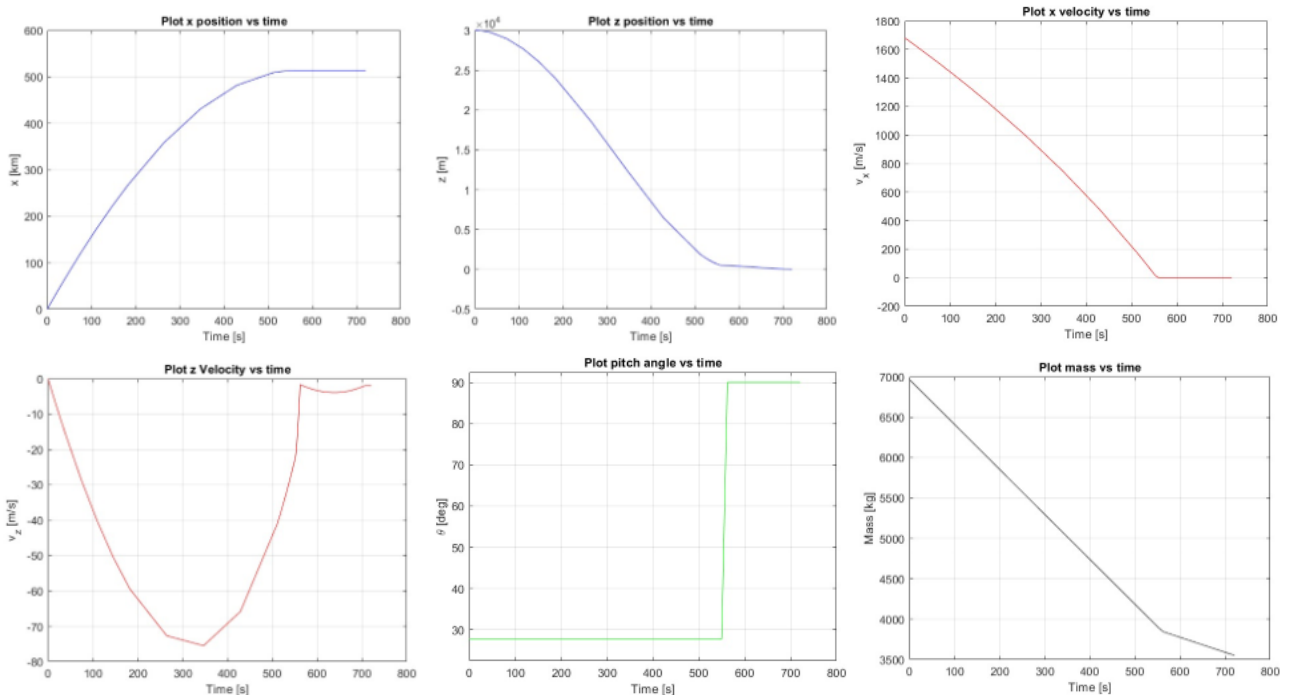 Plot x position vs time
x [km]
600
500
400
300
200
100
0
0 100 200 300 400 500 600 700 800
Time [s]
Plot z position vs time
×10⁴
z [m]
3
2.5
2
1.5
1
0.5
0
-0.5
0 100 200 300 400 500 600 700 800
Time [s]
Plot x velocity vs time
v_x [m/s]
1800
1600
1400
1200
1000
800
600
400
200
0
-200
0 100 200 300 400 500 600 700 800
Time [s]
Plot z Velocity vs time
v_z [m/s]
0
-10
-20
-30
-40
-50
-60
-70
-80
0 100 200 300 400 500 600 700 800
Time [s]
Plot pitch angle vs time
θ [deg]
90
80
70
60
50
40
30
0 100 200 300 400 500 600 700 800
Time [s]
Plot mass vs time
Mass [kg]
7000
6500
6000
5500
5000
4500
4000
3500
0 100 200 300 400 500 600 700 800
Time [s]